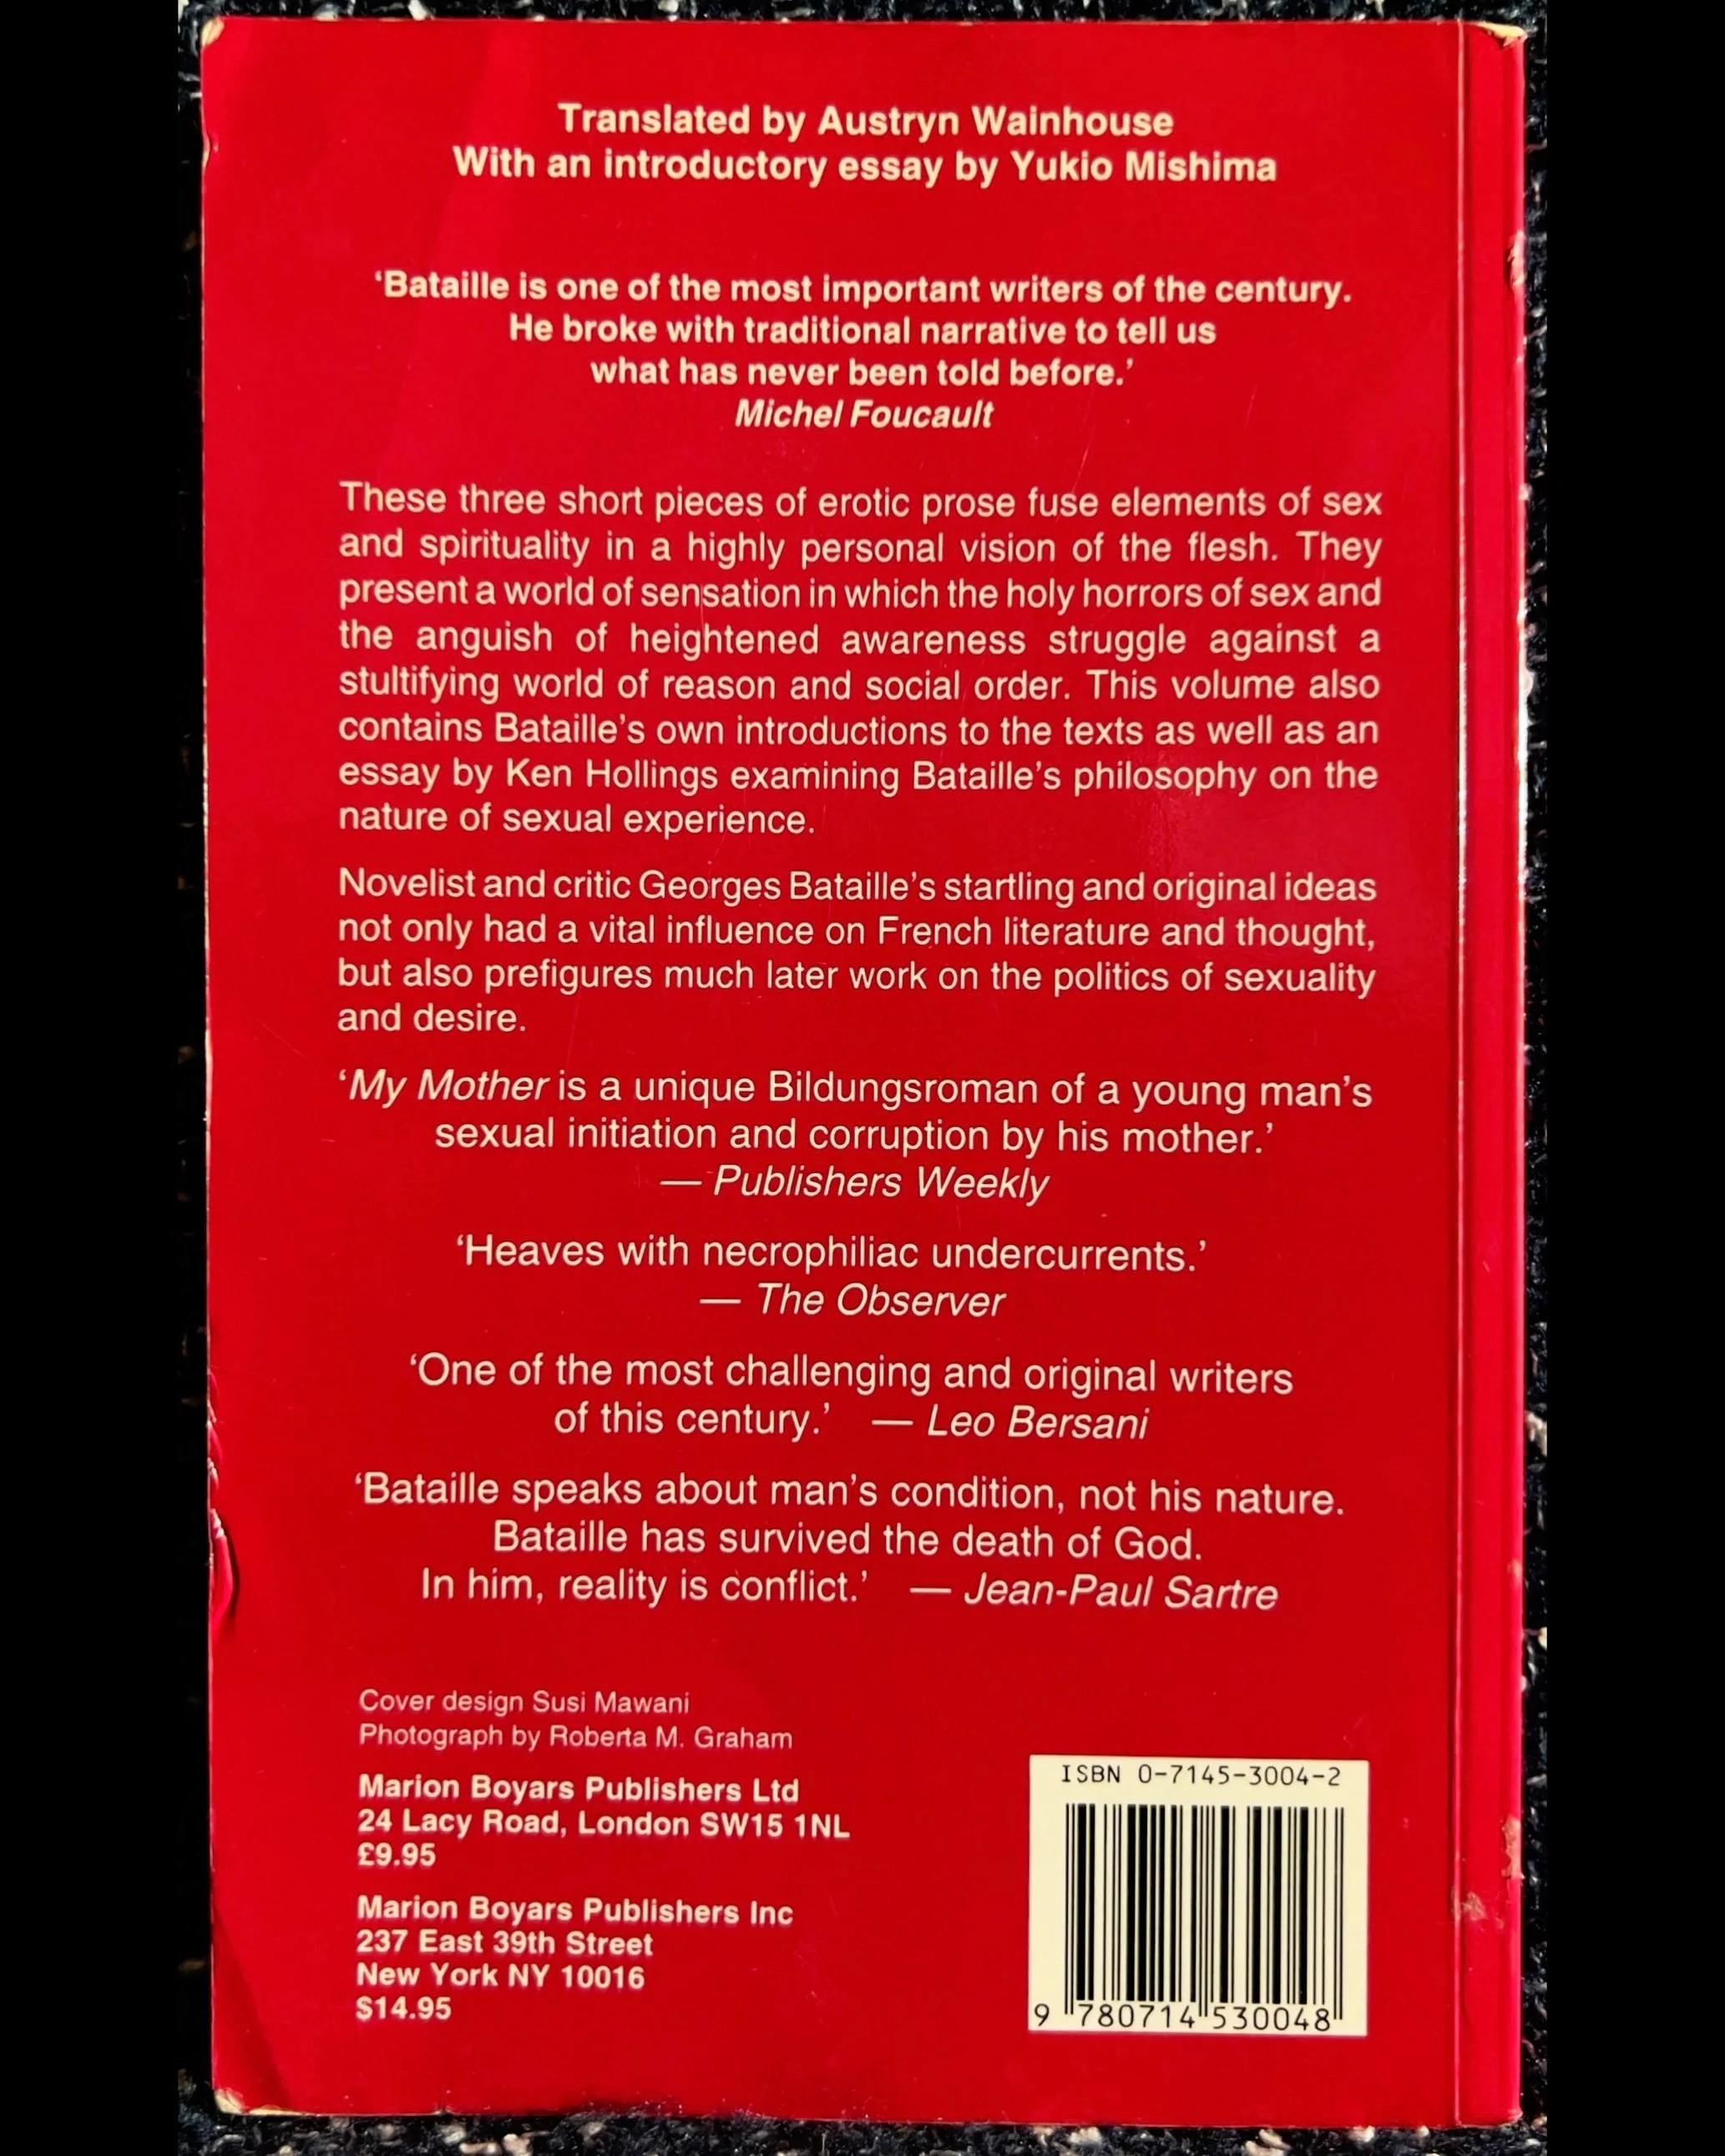 Translated by Austryn Wainhouse
With an introductory essay by Yukio Mishima
‘Bataille is one of the most important writers of the century.
He broke with traditional narrative to tell us
what has never been told before.’
Michel Foucault
These three short pieces of erotic prose fuse elements of sex
and spirituality in a highly personal vision of the flesh. They
present a world of sensation in which the holy horrors of sex and
the anguish of heightened awareness struggle against a
stultifying world of reason and social order. This volume also
contains Bataille’s own introductions to the texts as well as an
essay by Ken Hollings examining Bataille’s philosophy on the
nature of sexual experience.
Novelist and critic Georges Bataille’s startling and original ideas
not only had a vital influence on French literature and thought,
but also prefigures much later work on the politics of sexuality
and desire.
‘My Mother is a unique Bildungsroman of a young man’s
sexual initiation and corruption by his mother.’
— Publishers Weekly
‘Heaves with necrophiliac undercurrents.’
— The Observer
‘One of the most challenging and original writers
of this century.’ — Leo Bersani
‘Bataille speaks about man’s condition, not his nature.
Bataille has survived the death of God.
In him, reality is conflict.’ — Jean-Paul Sartre
Cover design Susi Mawani
Photograph by Roberta M. Graham
Marion Boyars Publishers Ltd
24 Lacy Road, London SW15 1NL
£9.95
Marion Boyars Publishers Inc
237 East 39th Street
New York NY 10016
$14.95
ISBN 0-7145-3004-2
9 780714 530048